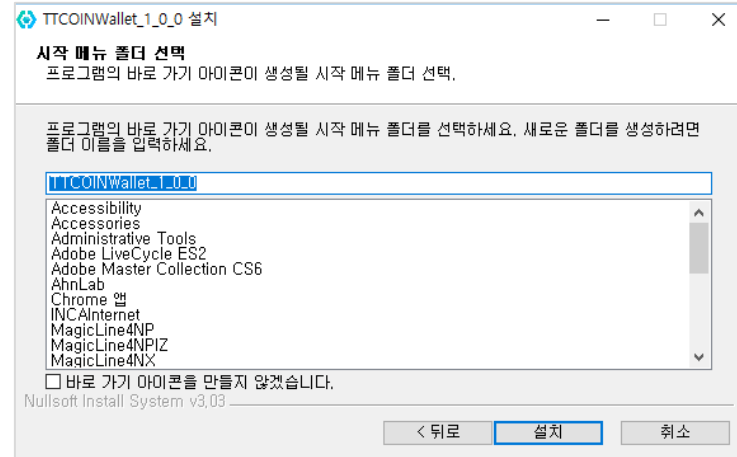 TTCOINWallet_1_0_0 설치
시작 메뉴 폴더 선택
프로그램의 바로 가기 아이콘이 생성될 시작 메뉴 폴더 선택.
프로그램의 바로 가기 아이콘이 생성될 시작 메뉴 폴더를 선택하세요. 새로운 폴더를 생성하려면
폴더 이름을 입력하세요.
TTCOINWallet_1_0_0
Accessibility
Accessories
Administrative Tools
Adobe LiveCycle ES2
Adobe Master Collection CS6
AhnLab
Chrome 앱
INCAInternet
MagicLine4NP
MagicLine4NPIZ
MagicLine4NX
바로 가기 아이콘을 만들지 않겠습니다.
Nullsoft Install System v3.03
< 뒤로
설치
취소